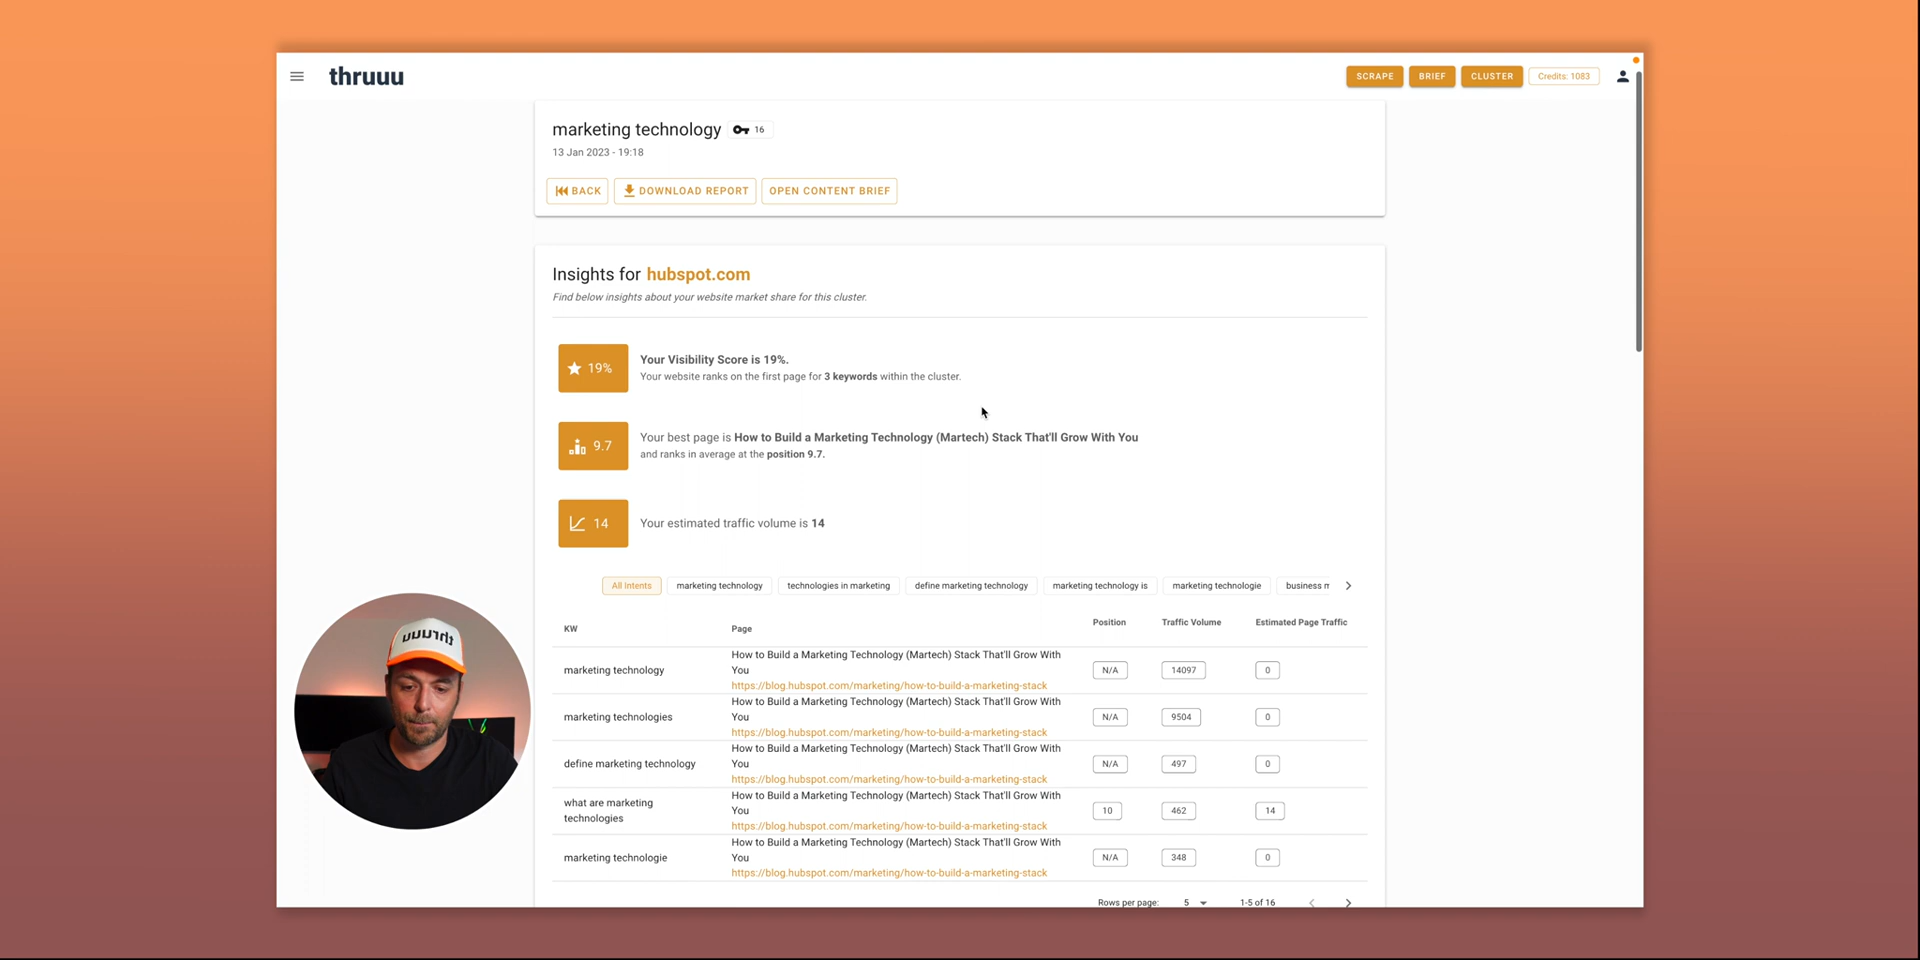 thruuu
SCRAPE
BRIEF
CLUSTER
Credits: 1083
marketing technology 16
13 Jan 2023 - 19:18
BACK
DOWNLOAD REPORT
OPEN CONTENT BRIEF
Insights for hubspot.com
Find below insights about your website market share for this cluster.
19%
Your Visibility Score is 19%.
Your website ranks on the first page for 3 keywords within the cluster.
9.7
Your best page is How to Build a Marketing Technology (Martech) Stack That'll Grow With You
and ranks in average at the position 9.7.
14
Your estimated traffic volume is 14
All Intents
marketing technology
technologies in marketing
define marketing technology
marketing technology is
marketing technologie
business m
KW
Page
Position
Traffic Volume
Estimated Page Traffic
marketing technology
How to Build a Marketing Technology (Martech) Stack That'll Grow With
You
https://blog.hubspot.com/marketing/how-to-build-a-marketing-stack
N/A
14097
0
marketing technologies
How to Build a Marketing Technology (Martech) Stack That'll Grow With
You
https://blog.hubspot.com/marketing/how-to-build-a-marketing-stack
N/A
9504
0
define marketing technology
How to Build a Marketing Technology (Martech) Stack That'll Grow With
You
https://blog.hubspot.com/marketing/how-to-build-a-marketing-stack
N/A
497
0
what are marketing
technologies
How to Build a Marketing Technology (Martech) Stack That'll Grow With
You
https://blog.hubspot.com/marketing/how-to-build-a-marketing-stack
10
462
14
marketing technologie
How to Build a Marketing Technology (Martech) Stack That'll Grow With
You
https://blog.hubspot.com/marketing/how-to-build-a-marketing-stack
N/A
348
0
Rows per page: 5
1-5 of 16
thruuu